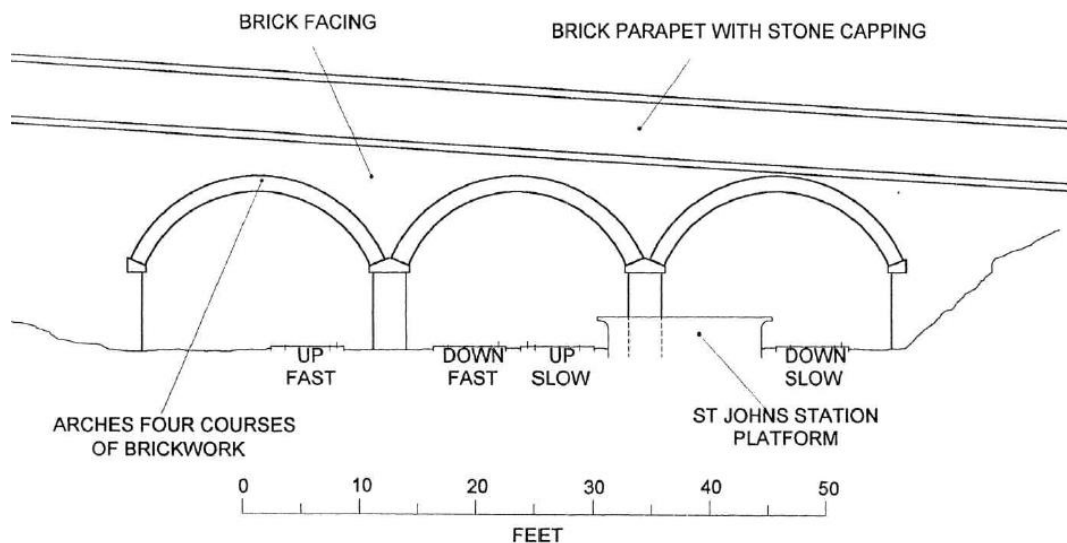 BRICK FACING
BRICK PARAPET WITH STONE CAPPING
UP
FAST
DOWN
FAST
UP
SLOW
DOWN
SLOW
ARCHES FOUR COURSES
OF BRICKWORK
ST JOHNS STATION
PLATFORM
0 10 20 30 40 50
FEET